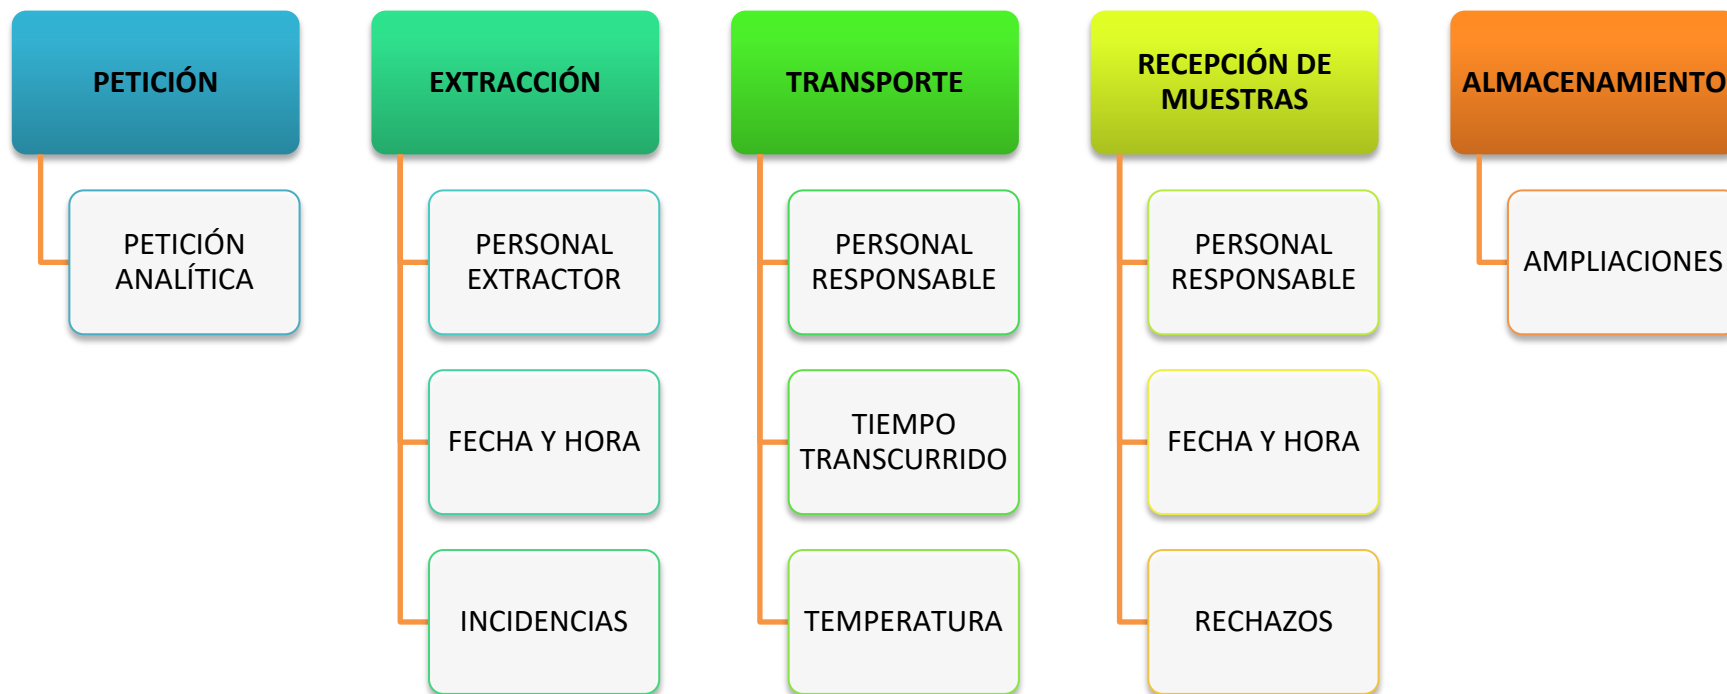 PETICIÓN
PETICIÓN
ANALÍTICA
EXTRACCIÓN
PERSONAL
EXTRACTOR
FECHA Y HORA
INCIDENCIAS
TRANSPORTE
PERSONAL
RESPONSABLE
TIEMPO
TRANSCURRIDO
TEMPERATURA
RECEPCIÓN DE
MUESTRAS
PERSONAL
RESPONSABLE
FECHA Y HORA
RECHAZOS
ALMACENAMIENTO
AMPLIACIONES